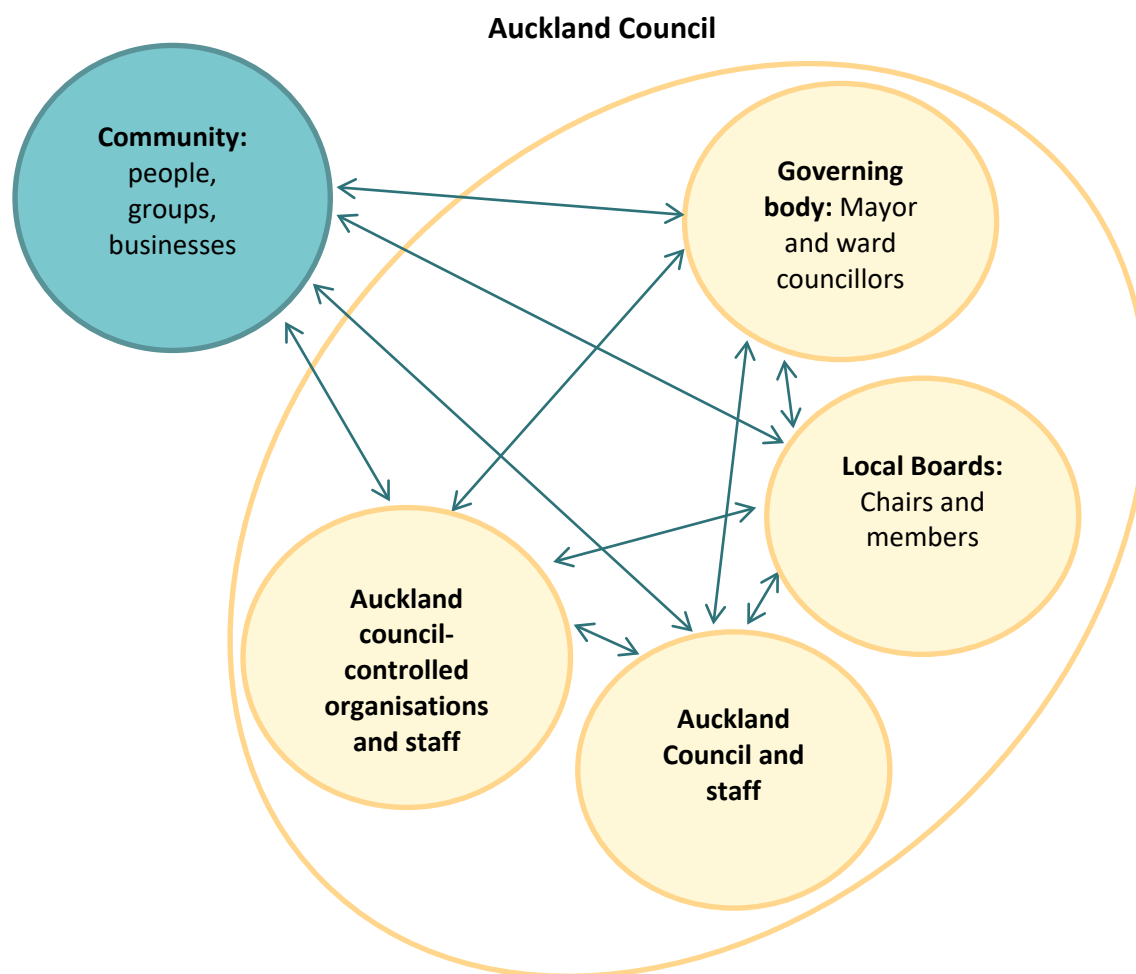 Auckland Council
Community:
people,
groups,
businesses
Governing
body: Mayor
and ward
councillors
Local Boards:
Chairs and
members
Auckland
council-
controlled
organisations
and staff
Auckland
Council and
staff